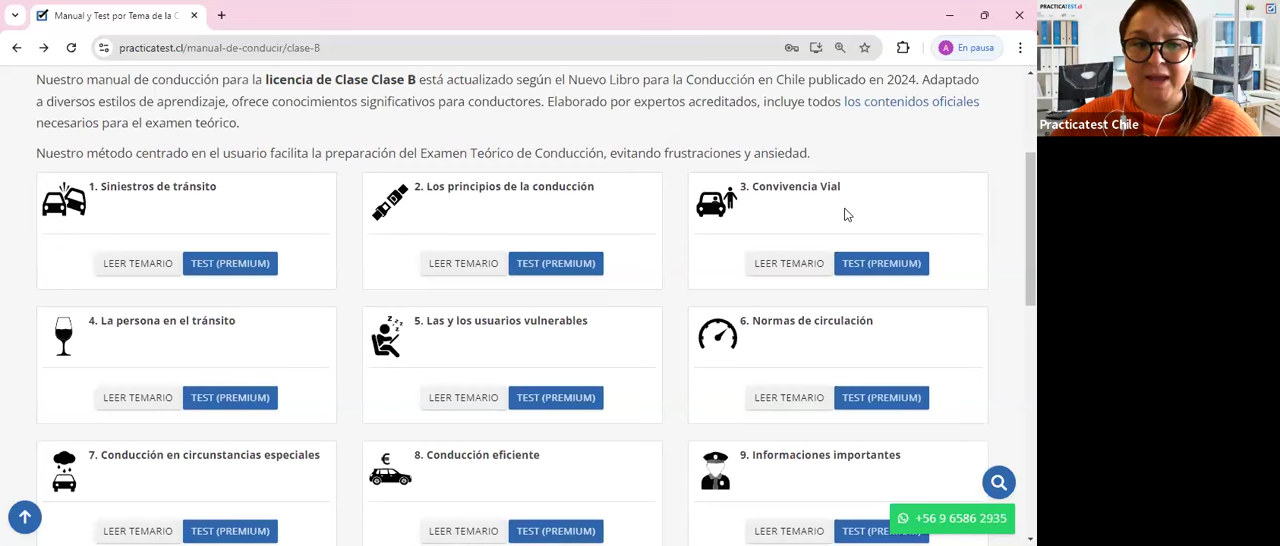 Manual y Test por Tema de la C
practicatest.cl/manual-de-conducir/clase-B
A En pausa
Nuestro manual de conducción para la licencia de Clase Clase B está actualizado según el Nuevo Libro para la Conducción en Chile publicado en 2024. Adaptado
a diversos estilos de aprendizaje, ofrece conocimientos significativos para conductores. Elaborado por expertos acreditados, incluye todos los contenidos oficiales
necesarios para el examen teórico.
Nuestro método centrado en el usuario facilita la preparación del Examen Teórico de Conducción, evitando frustraciones y ansiedad.
1. Siniestros de tránsito
LEER TEMARIO TEST (PREMIUM)
2. Los principios de la conducción
LEER TEMARIO TEST (PREMIUM)
3. Convivencia Vial
LEER TEMARIO TEST (PREMIUM)
4. La persona en el tránsito
LEER TEMARIO TEST (PREMIUM)
5. Las y los usuarios vulnerables
LEER TEMARIO TEST (PREMIUM)
6. Normas de circulación
LEER TEMARIO TEST (PREMIUM)
7. Conducción en circunstancias especiales
LEER TEMARIO TEST (PREMIUM)
8. Conducción eficiente
€
LEER TEMARIO TEST (PREMIUM)
9. Informaciones importantes
LEER TEMARIO TEST (PREMIUM)
+56 9 6586 2935
PRACTICATEST.cl
Practicatest Chile